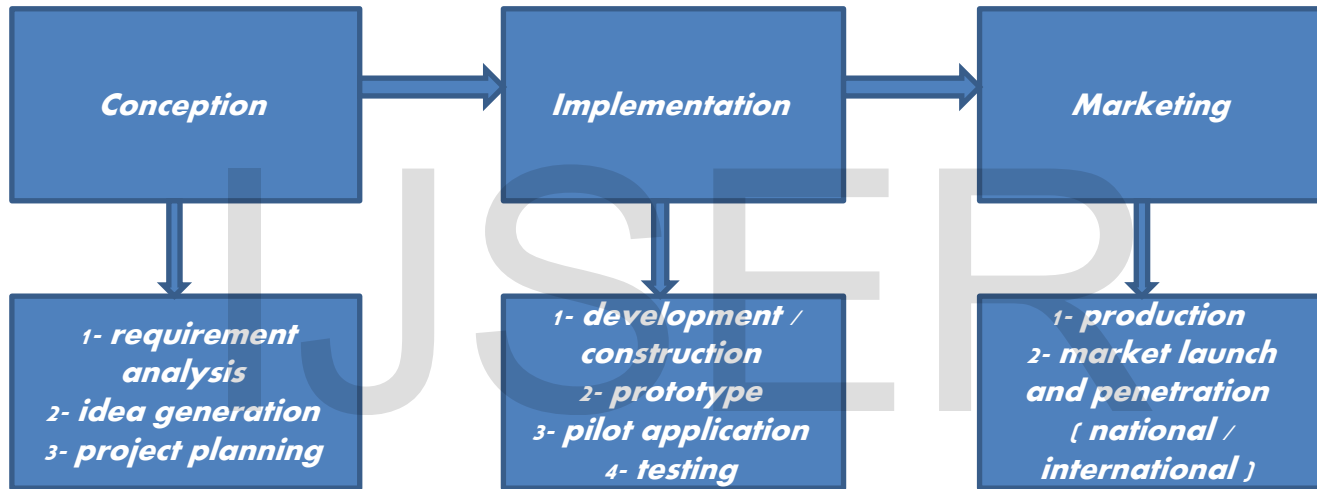 Conception
Implementation
Marketing
1- requirement
analysis
2- idea generation
3- project planning
1- development /
construction
2- prototype
3- pilot application
4- testing
1- production
2- market launch
and penetration
( national /
international )
IJSER